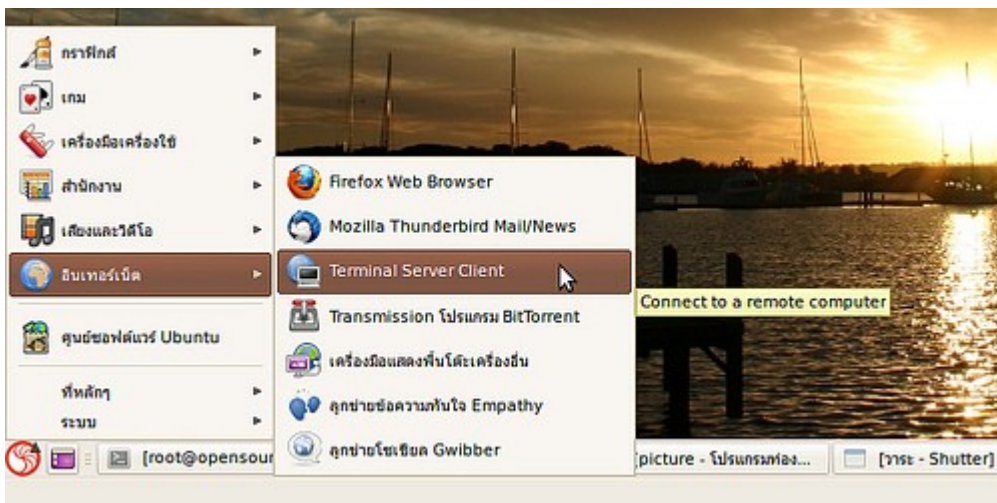 กราฟิกส์
เกม
เครื่องมือเครื่องใช้
สำนักงาน
เสียงและวิดีโอ
อินเทอร์เน็ต
ศูนย์ซอฟต์แวร์ Ubuntu
ที่หลักๆ
ระบบ
Firefox Web Browser
Mozilla Thunderbird Mail/News
Terminal Server Client
Transmission โปรแกรม BitTorrent
เครื่องมือแสดงพื้นโต๊ะเครื่องอื่น
ลูกข่ายข้อความทันใจ Empathy
ลูกข่ายโซเชียล Gwibber
Connect to a remote computer
[root@opensour
[picture - โปรแกรมท่อง...
[วาระ - Shutter]